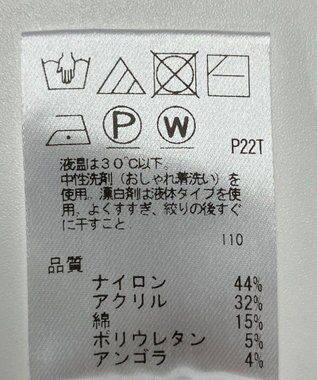 P W
P22T
液温は30℃以下。
中性洗剤(おしゃれ着洗い)を
使用。漂白剤は液体タイプを使
用。よくすすぎ、絞りの後すぐ
に干すこと。
110
品質
ナイロン 44%
アクリル 32%
綿 15%
ポリウレタン 5%
アンゴラ 4%